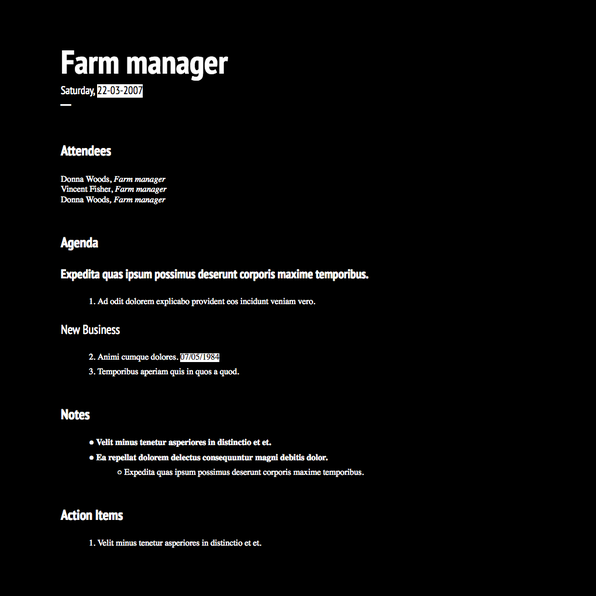 Farm manager
Saturday, 22-03-2007
Attendees
Donna Woods, Farm manager
Vincent Fisher, Farm manager
Donna Woods, Farm manager
Agenda
Expedita quas ipsum possimus deserunt corporis maxime temporibus.
1. Ad odit dolorem explicabo provident eos incidunt veniam vero.
New Business
2. Animi cumque dolores. 07/05/1984
3. Temporibus aperiam quis in quos a quod.
Notes
● Velit minus tenetur asperiores in distinctio et et.
● Ea repellat dolorem delectus consequuntur magni debitis dolor.
○ Expedita quas ipsum possimus deserunt corporis maxime temporibus.
Action Items
1. Velit minus tenetur asperiores in distinctio et et.